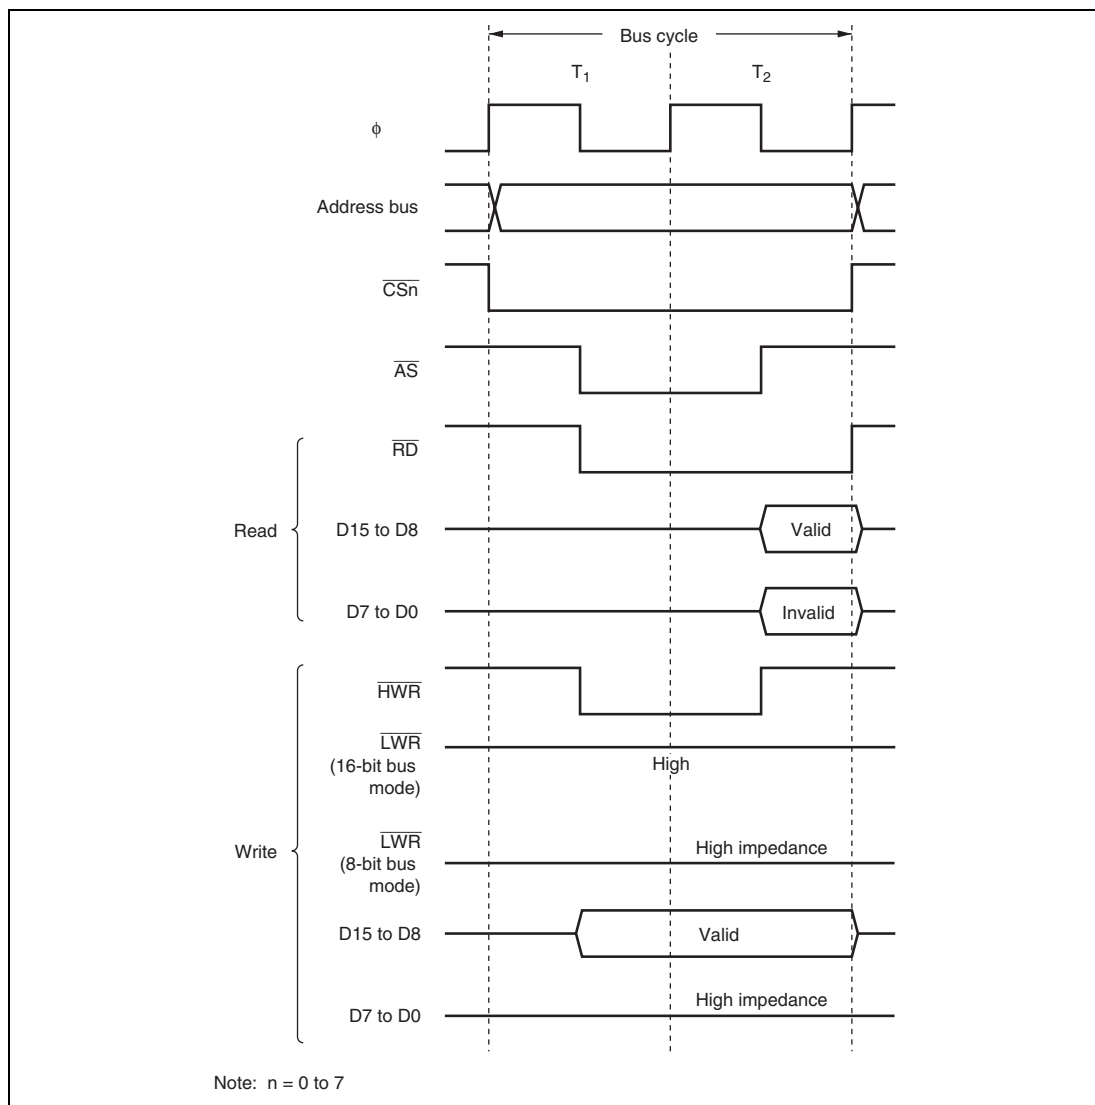 Bus cycle
T1 T2
ϕ
Address bus
CSn
AS
RD
Read
D15 to D8 Valid
D7 to D0 Invalid
HWR
LWR
(16-bit bus
mode)
High
Write
LWR
(8-bit bus
mode)
High impedance
D15 to D8 Valid
D7 to D0 High impedance
Note: n = 0 to 7